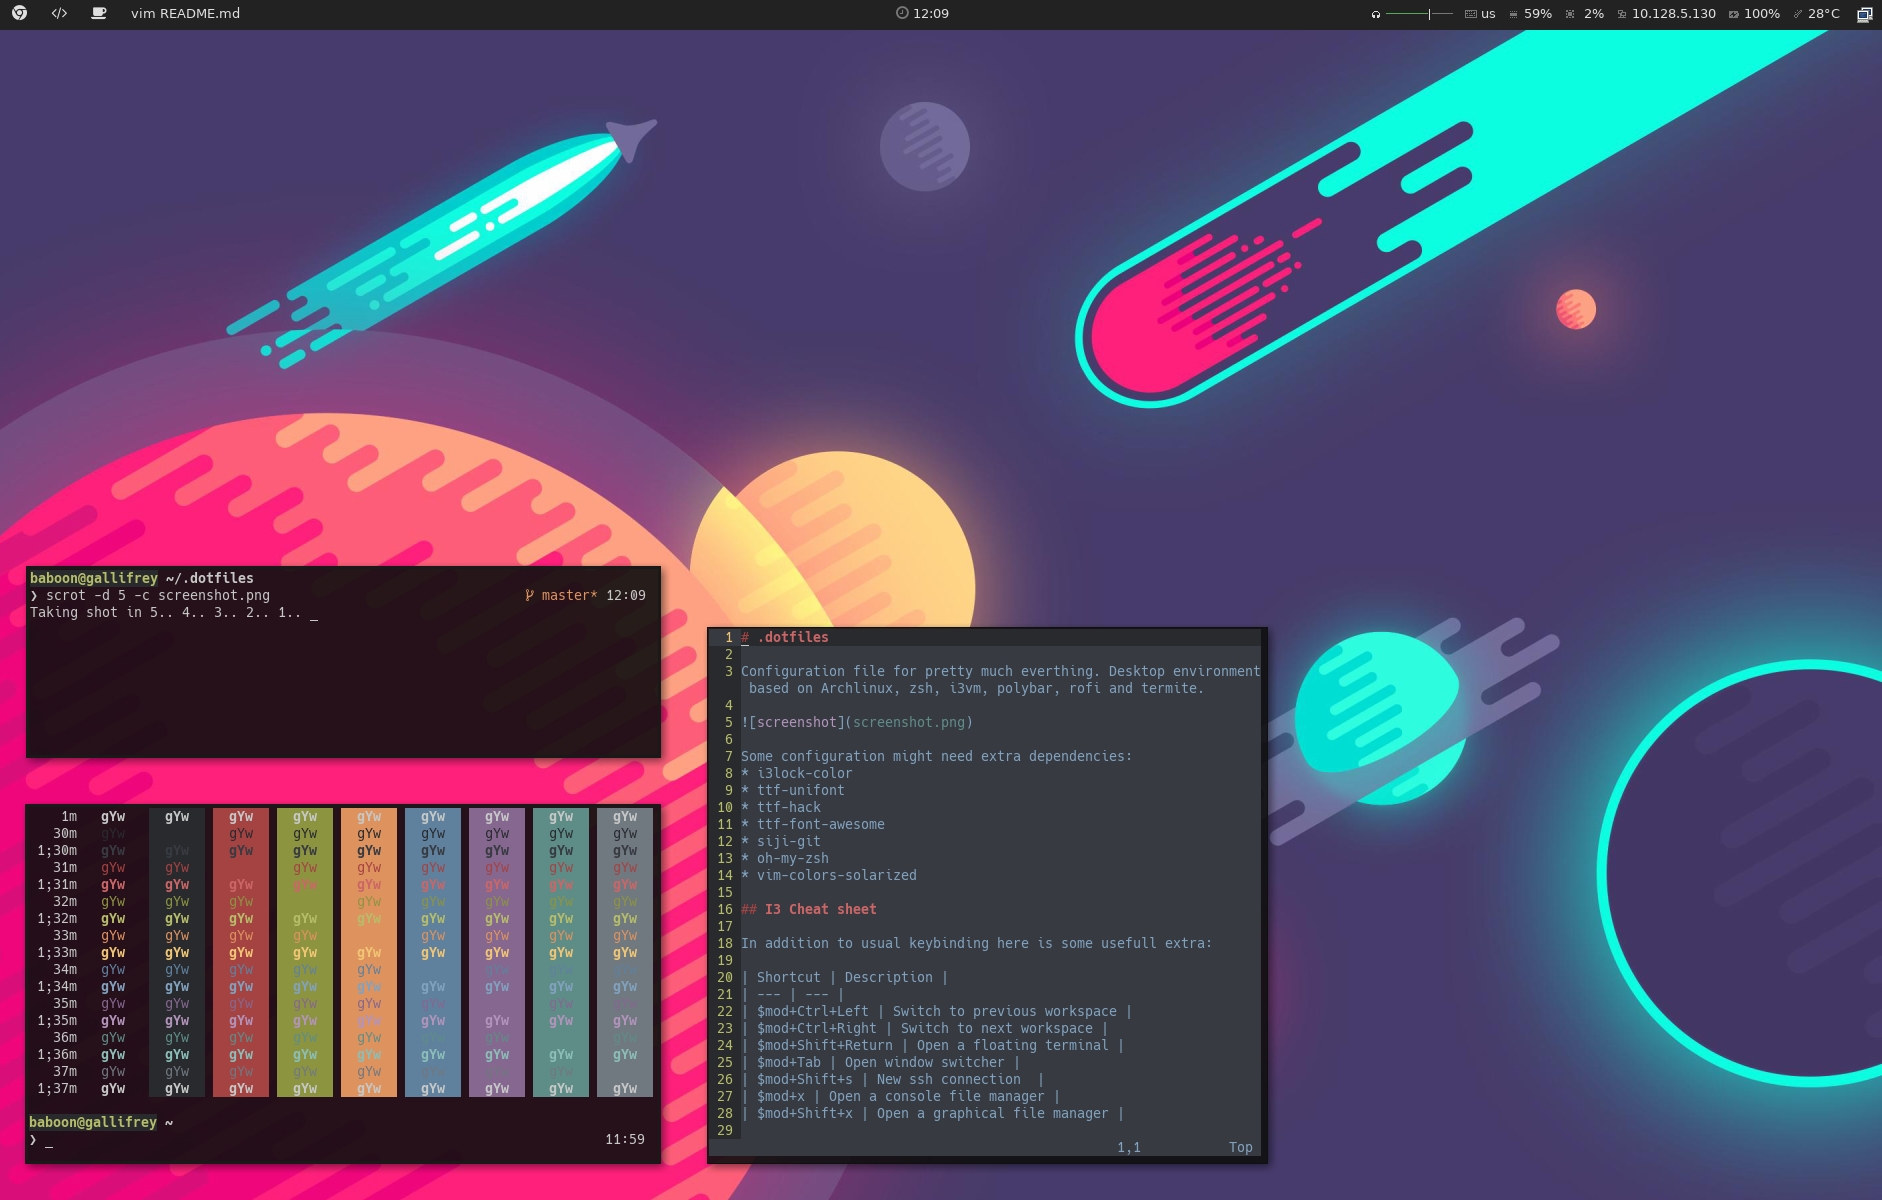 </> vim README.md 12:09 us 59% 2% 10.128.5.130 100% 28°C
baboon@gallifrey ~/.dotfiles
❯ scrot -d 5 -c screenshot.png master* 12:09
Taking shot in 5.. 4.. 3.. 2.. 1.. _
1m gYw gYw gYw gYw gYw gYw gYw gYw gYw
30m gYw gYw gYw gYw gYw gYw gYw gYw
1;30m gYw gYw gYw gYw gYw gYw gYw gYw gYw
31m gYw gYw gYw gYw gYw gYw gYw gYw
1;31m gYw gYw gYw gYw gYw gYw gYw gYw gYw
32m gYw gYw gYw gYw gYw gYw gYw gYw
1;32m gYw gYw gYw gYw gYw gYw gYw gYw gYw
33m gYw gYw gYw gYw gYw gYw gYw gYw
1;33m gYw gYw gYw gYw gYw gYw gYw gYw gYw
34m gYw gYw gYw gYw gYw gYw gYw gYw
1;34m gYw gYw gYw gYw gYw gYw gYw gYw gYw
35m gYw gYw gYw gYw gYw gYw gYw gYw
1;35m gYw gYw gYw gYw gYw gYw gYw gYw gYw
36m gYw gYw gYw gYw gYw gYw gYw gYw
1;36m gYw gYw gYw gYw gYw gYw gYw gYw gYw
37m gYw gYw gYw gYw gYw gYw gYw gYw
1;37m gYw gYw gYw gYw gYw gYw gYw gYw gYw
baboon@gallifrey ~
❯ _ 11:59
1 # .dotfiles
2
3 Configuration file for pretty much everthing. Desktop environment
based on Archlinux, zsh, i3vm, polybar, rofi and termite.
4
5 ![screenshot](screenshot.png)
6
7 Some configuration might need extra dependencies:
8 * i3lock-color
9 * ttf-unifont
10 * ttf-hack
11 * ttf-font-awesome
12 * siji-git
13 * oh-my-zsh
14 * vim-colors-solarized
15
16 ## I3 Cheat sheet
17
18 In addition to usual keybinding here is some usefull extra:
19
20 | Shortcut | Description |
21 | --- | --- |
22 | $mod+Ctrl+Left | Switch to previous workspace |
23 | $mod+Ctrl+Right | Switch to next workspace |
24 | $mod+Shift+Return | Open a floating terminal |
25 | $mod+Tab | Open window switcher |
26 | $mod+Shift+s | New ssh connection  |
27 | $mod+x | Open a console file manager |
28 | $mod+Shift+x | Open a graphical file manager |
29
1,1 Top